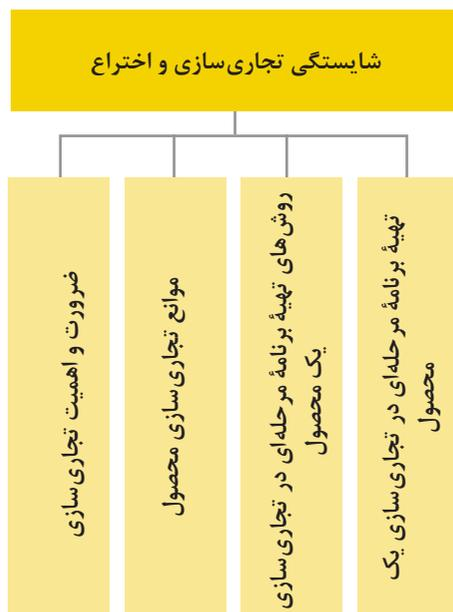 شایستگی تجاری‌سازی و اختراع
تهیهٔ برنامهٔ مرحله‌ای در تجاری‌سازی یک
محصول
روش‌های تهیهٔ برنامهٔ مرحله‌ای در تجاری‌سازی
یک محصول
موانع تجاری‌سازی محصول
ضرورت و اهمیت تجاری‌سازی